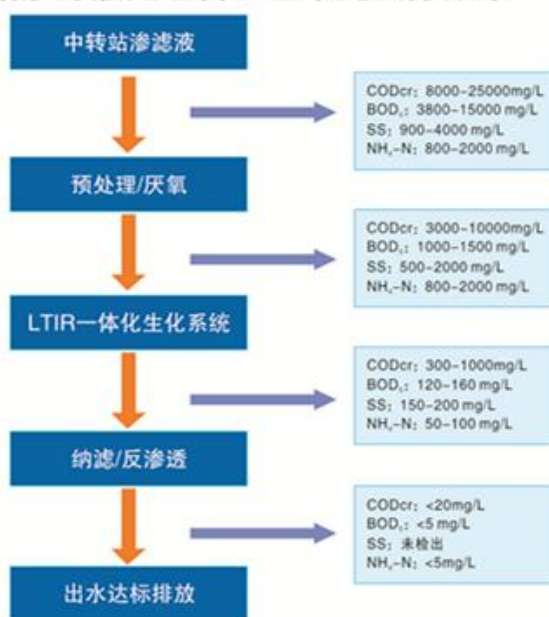 中转站渗滤液
CODcr: 8000-25000mg/L
BOD₅: 3800-15000 mg/L
SS: 900-4000 mg/L
NH₃-N: 800-2000 mg/L
预处理/厌氧
CODcr: 3000-10000mg/L
BOD₅: 1000-1500 mg/L
SS: 500-2000 mg/L
NH₃-N: 800-2000 mg/L
LTIR一体化生化系统
CODcr: 300-1000mg/L
BOD₅: 120-160 mg/L
SS: 150-200 mg/L
NH₃-N: 50-100 mg/L
纳滤/反渗透
CODcr: <20mg/L
BOD₅: <5 mg/L
SS: 未检出
NH₃-N: <5mg/L
出水达标排放